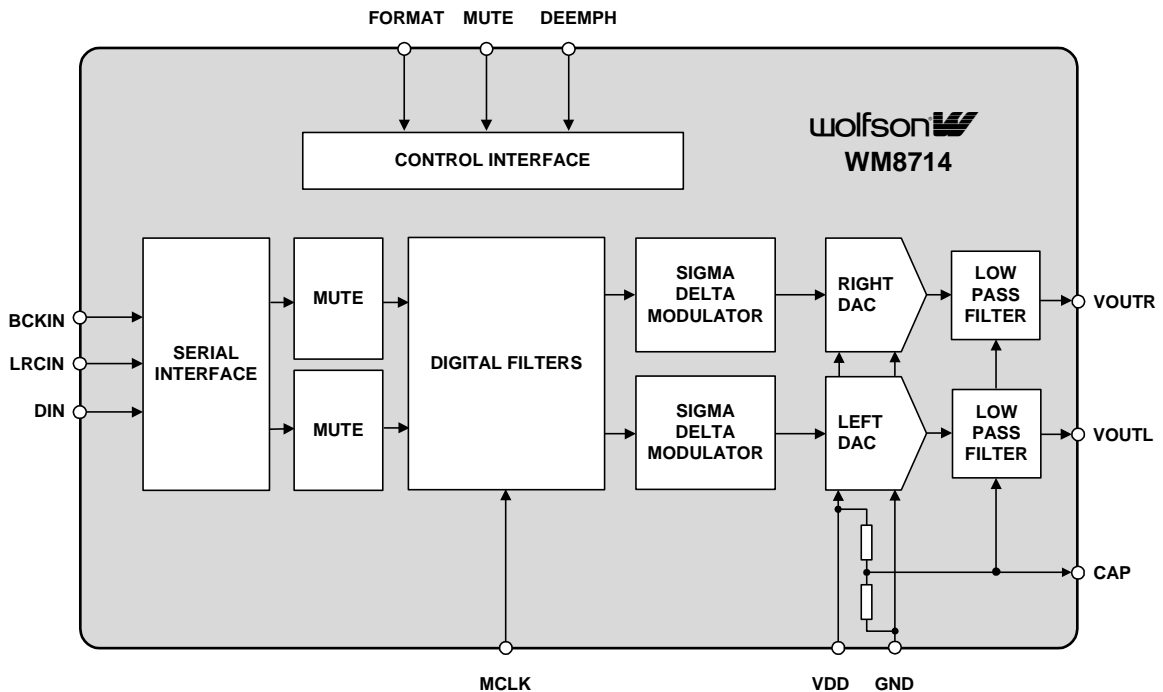 FORMAT MUTE DEEMPH
wolfson
WM8714
CONTROL INTERFACE
BCKIN
LRCIN
DIN
SERIAL
INTERFACE
MUTE
MUTE
DIGITAL FILTERS
SIGMA
DELTA
MODULATOR
SIGMA
DELTA
MODULATOR
RIGHT
DAC
LEFT
DAC
LOW
PASS
FILTER
LOW
PASS
FILTER
VOUTR
VOUTL
CAP
MCLK VDD GND